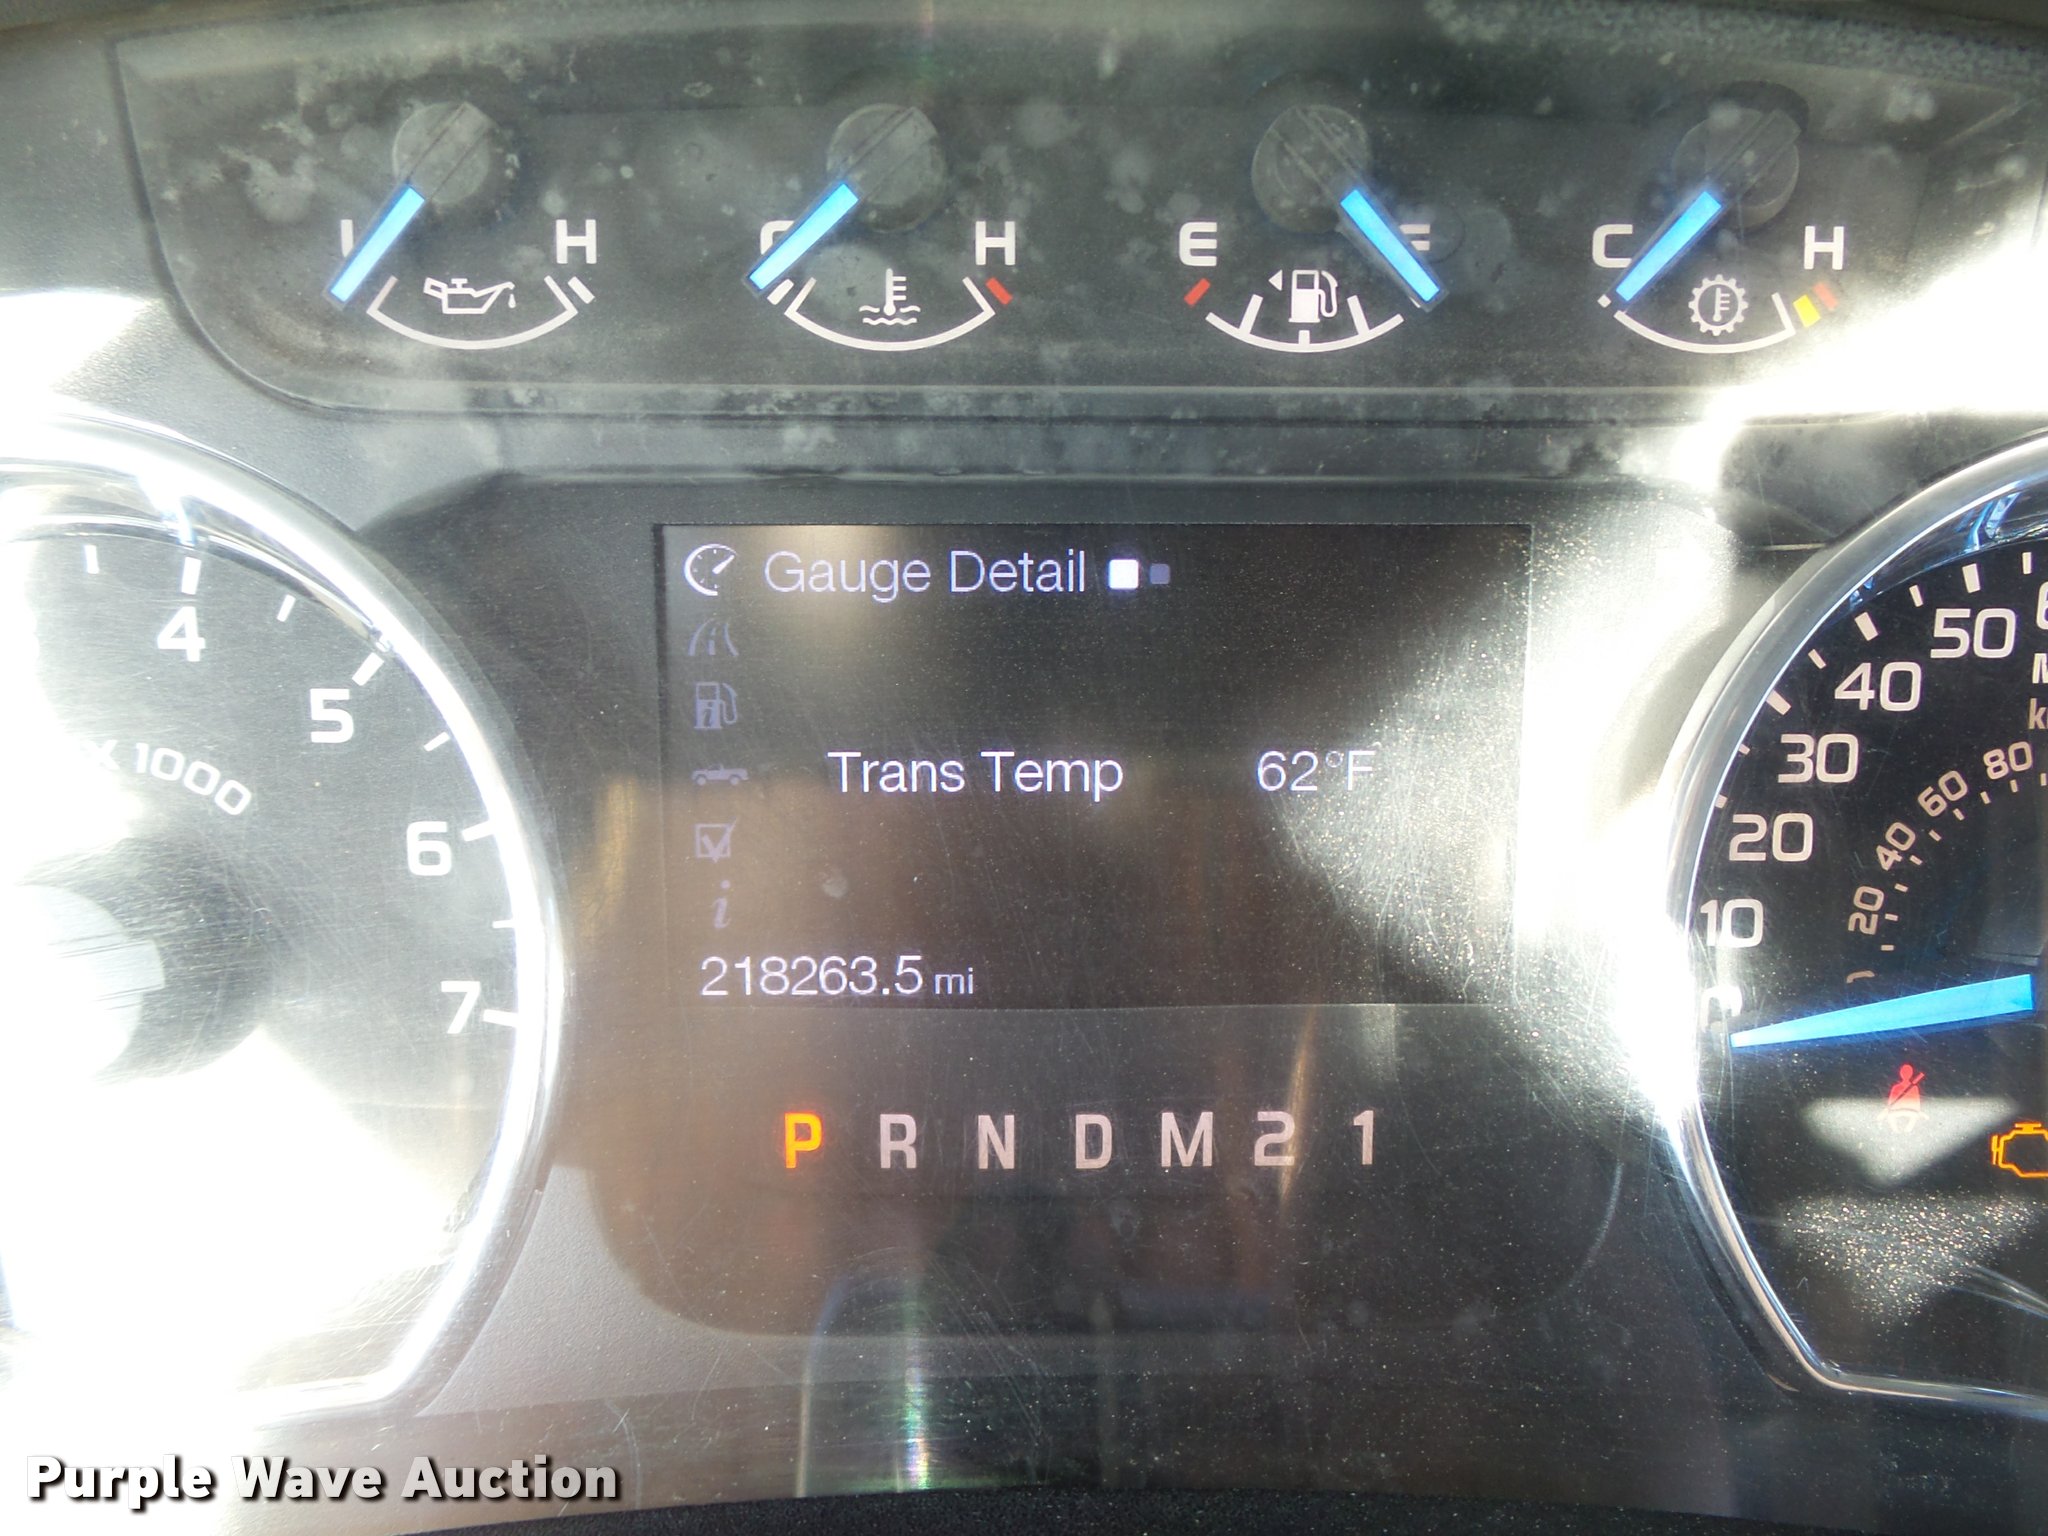 H
H
E
F
C
H
Gauge Detail
4
5
x 1000
6
7
Trans Temp 62°F
218263.5 mi
P R N D M 2 1
50
40
30
20
10
80
60
40
20
Purple Wave Auction